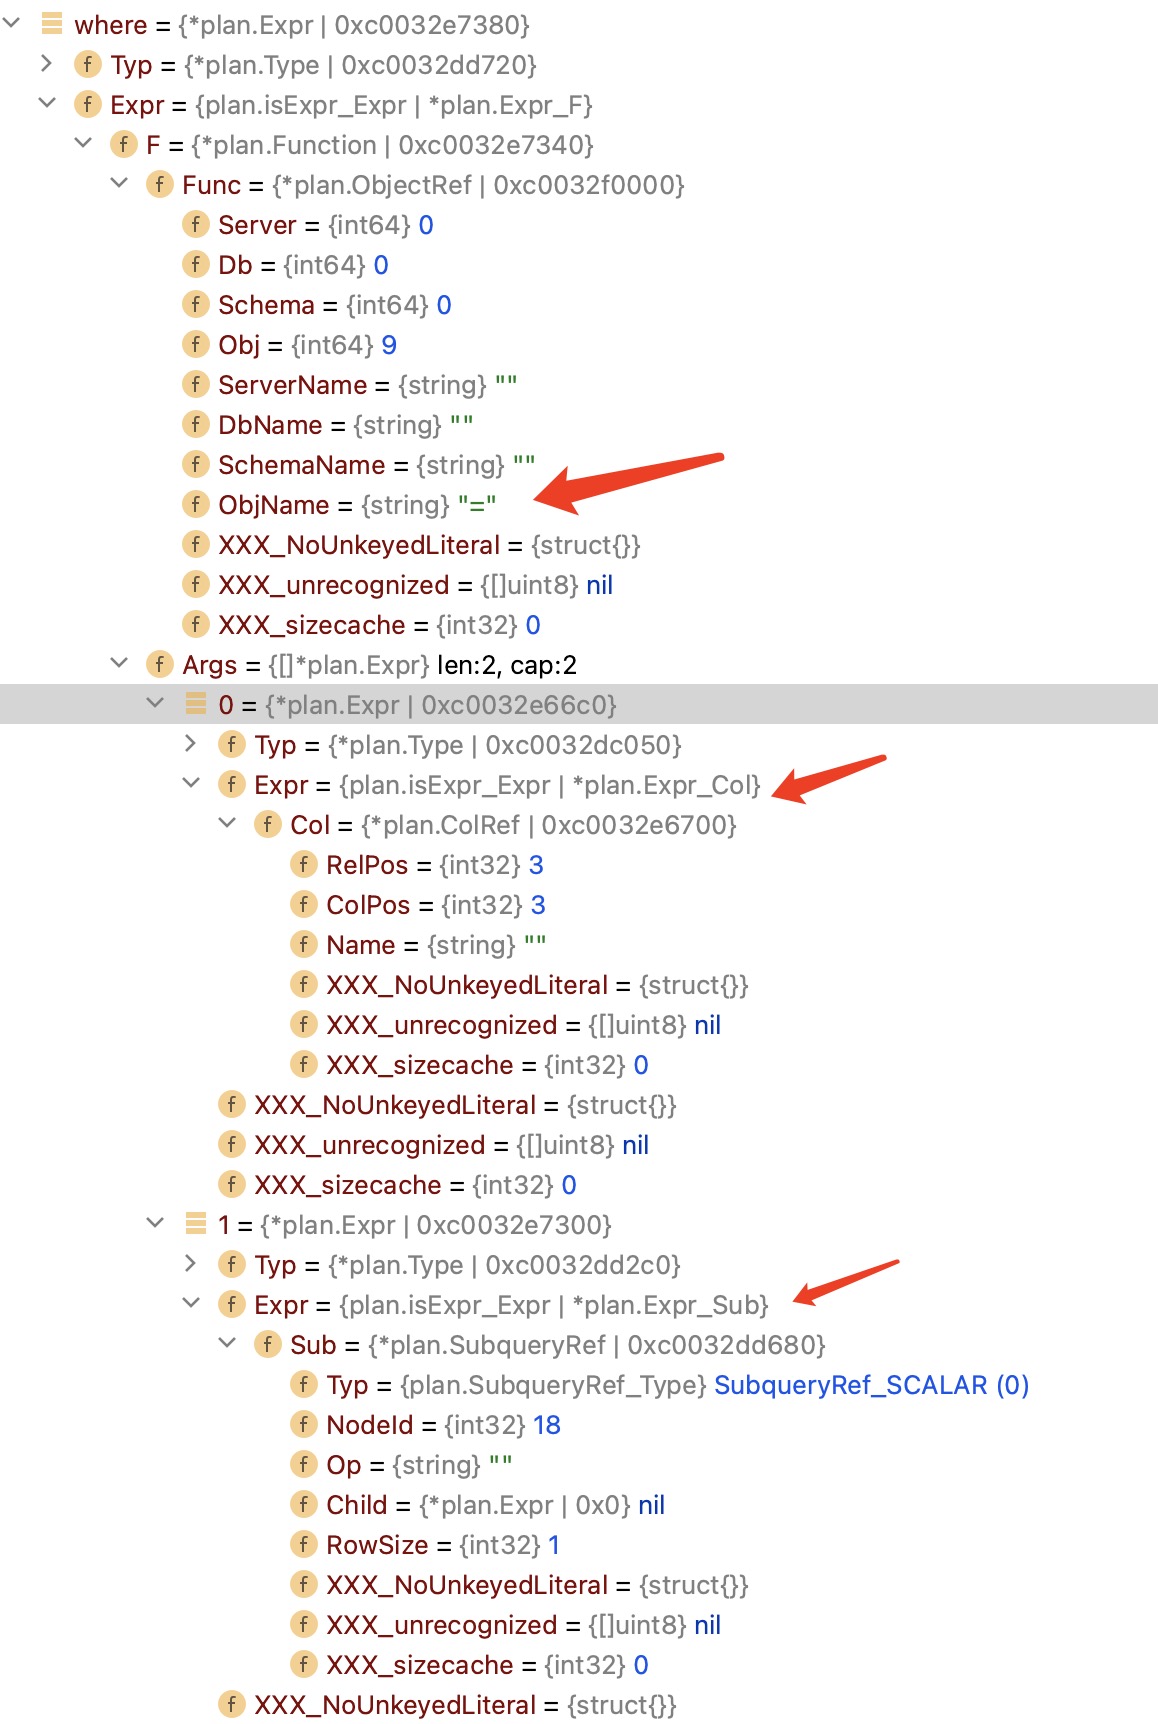 where = {*plan.Expr | 0xc0032e7380}
f Typ = {*plan.Type | 0xc0032dd720}
f Expr = {plan.isExpr_Expr | *plan.Expr_F}
f F = {*plan.Function | 0xc0032e7340}
f Func = {*plan.ObjectRef | 0xc0032f0000}
f Server = {int64} 0
f Db = {int64} 0
f Schema = {int64} 0
f Obj = {int64} 9
f ServerName = {string} ""
f DbName = {string} ""
f SchemaName = {string} ""
f ObjName = {string} "="
f XXX_NoUnkeyedLiteral = {struct{}}
f XXX_unrecognized = {[]uint8} nil
f XXX_sizecache = {int32} 0
f Args = {[]*plan.Expr} len:2, cap:2
0 = {*plan.Expr | 0xc0032e66c0}
f Typ = {*plan.Type | 0xc0032dc050}
f Expr = {plan.isExpr_Expr | *plan.Expr_Col}
f Col = {*plan.ColRef | 0xc0032e6700}
f RelPos = {int32} 3
f ColPos = {int32} 3
f Name = {string} ""
f XXX_NoUnkeyedLiteral = {struct{}}
f XXX_unrecognized = {[]uint8} nil
f XXX_sizecache = {int32} 0
f XXX_NoUnkeyedLiteral = {struct{}}
f XXX_unrecognized = {[]uint8} nil
f XXX_sizecache = {int32} 0
1 = {*plan.Expr | 0xc0032e7300}
f Typ = {*plan.Type | 0xc0032dd2c0}
f Expr = {plan.isExpr_Expr | *plan.Expr_Sub}
f Sub = {*plan.SubqueryRef | 0xc0032dd680}
f Typ = {plan.SubqueryRef_Type} SubqueryRef_SCALAR (0)
f NodeId = {int32} 18
f Op = {string} ""
f Child = {*plan.Expr | 0x0} nil
f RowSize = {int32} 1
f XXX_NoUnkeyedLiteral = {struct{}}
f XXX_unrecognized = {[]uint8} nil
f XXX_sizecache = {int32} 0
f XXX_NoUnkeyedLiteral = {struct{}}